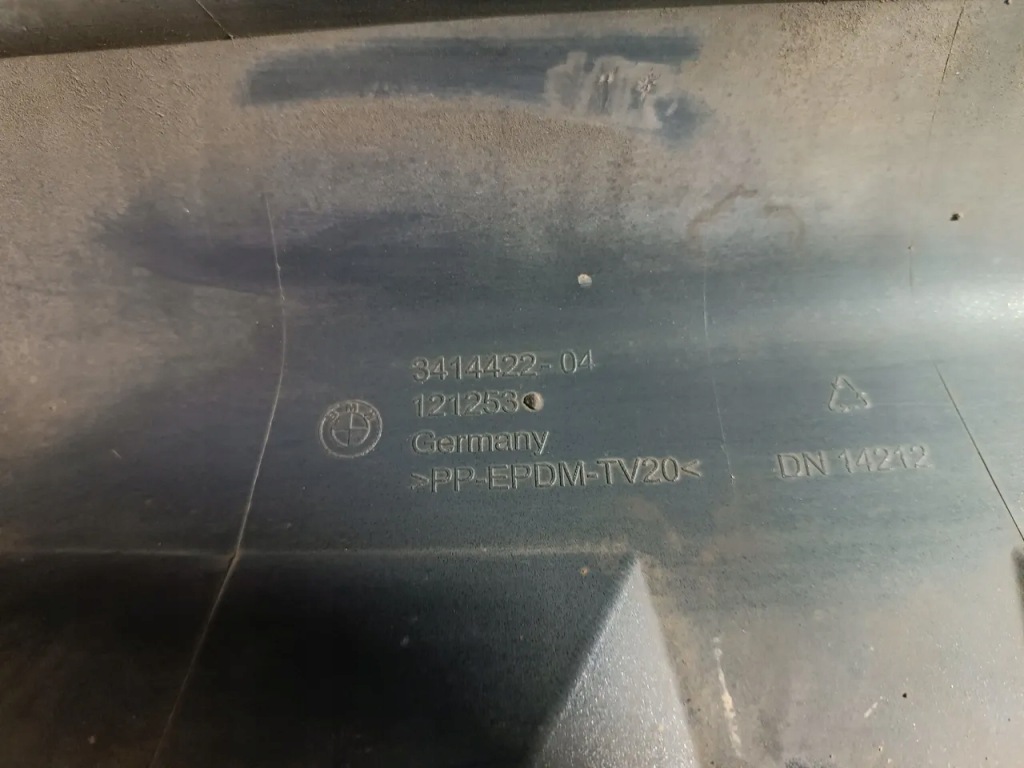 3414422-04
121253
Germany
>PP-EPDM-TV20<
DN 14212